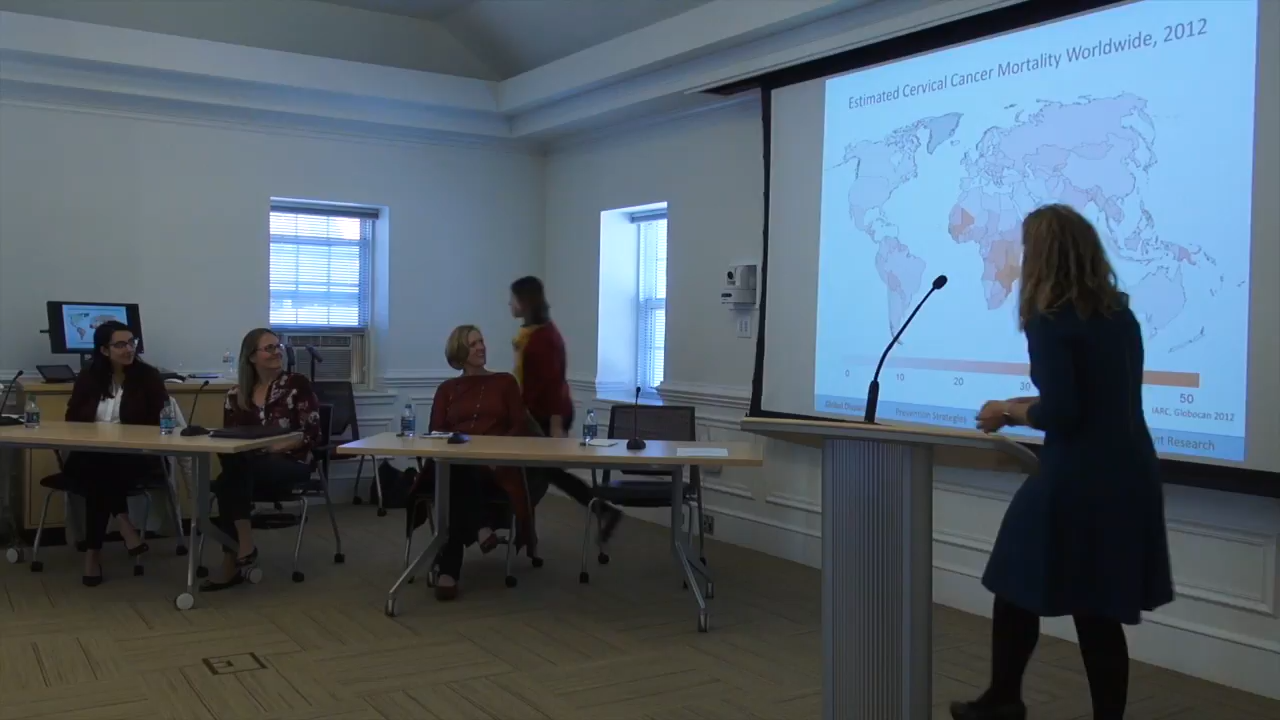 Estimated Cervical Cancer Mortality Worldwide, 2012
0 10 20 30 50
IARC, Globocan 2012
Prevention Strategies
Research